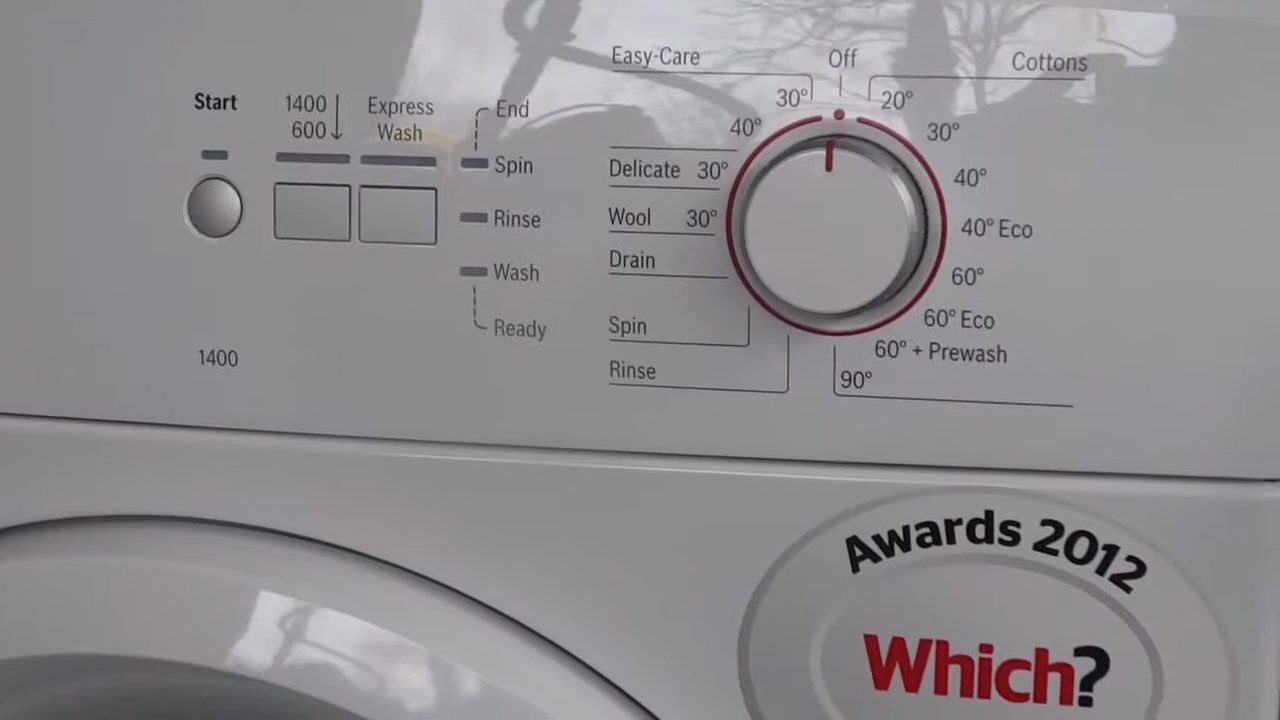 Start
1400
600
Express
Wash
End
Spin
Rinse
Wash
Ready
1400
Easy-Care
Off
Cottons
30°
40°
Delicate 30°
Wool 30°
Drain
Spin
Rinse
20°
30°
40°
40° Eco
60°
60° Eco
60° + Prewash
90°
Awards 2012
Which?